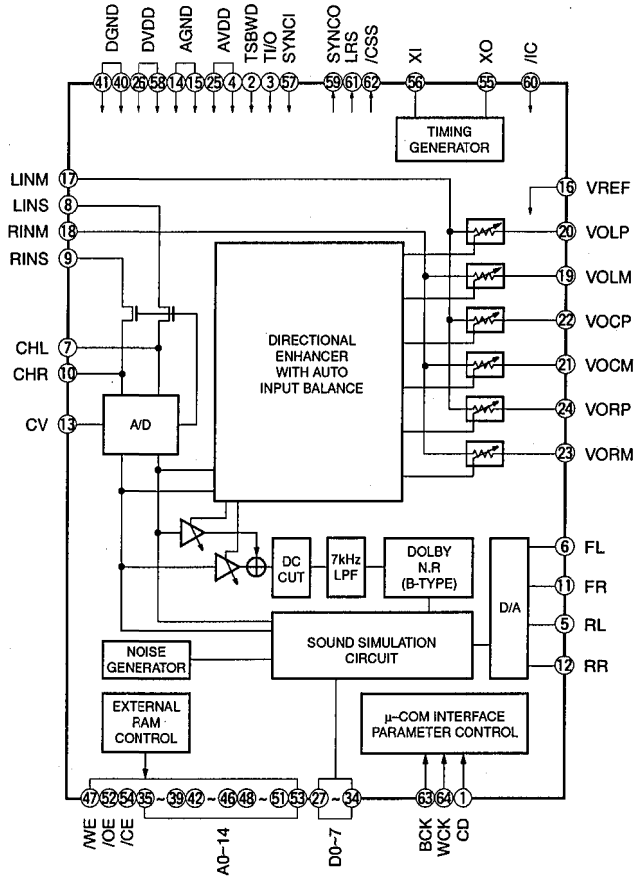 DGND DVDD AGND AVDD TSBWD TI/O SYNCI SYNCO LRS /CSS XI XO /IC
41 40 26 58 14 15 25 4 2 3 57 59 61 62 56 55 60
TIMING
GENERATOR
LINM 17
LINS 8
RINM 18
RINS 9
CHL 7
CHR 10
CV 13
A/D
DIRECTIONAL
ENHANCER
WITH AUTO
INPUT BALANCE
16 VREF
20 VOLP
19 VOLM
22 VOCP
21 VOCM
24 VORP
23 VORM
DC
CUT
7kHz
LPF
DOLBY
N.R
(B-TYPE)
D/A
6 FL
11 FR
5 RL
12 RR
SOUND SIMULATION
CIRCUIT
NOISE
GENERATOR
EXTERNAL
RAM
CONTROL
μ-COM INTERFACE
PARAMETER CONTROL
47 52 54 35 ~ 39 42 ~ 46 48 ~ 51 53 27 ~ 34 63 64 1
/WE /OE /CE A0~14 D0~7 BCK WCK CD